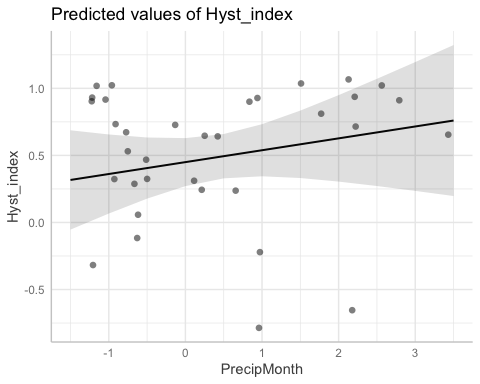 Predicted values of Hyst_index
1.0
0.5
0.0
-0.5
Hyst_index
-1 0 1 2 3
PrecipMonth